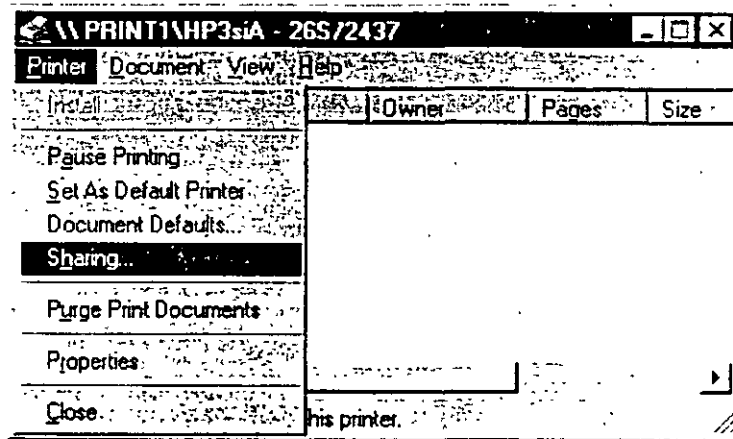 \\ PRINT1\HP3siA - 26S/2437
Printer Document View Help
Install
Owner Pages Size
Pause Printing
Set As Default Printer
Document Defaults...
Sharing...
Purge Print Documents
Properties
Close
his printer.